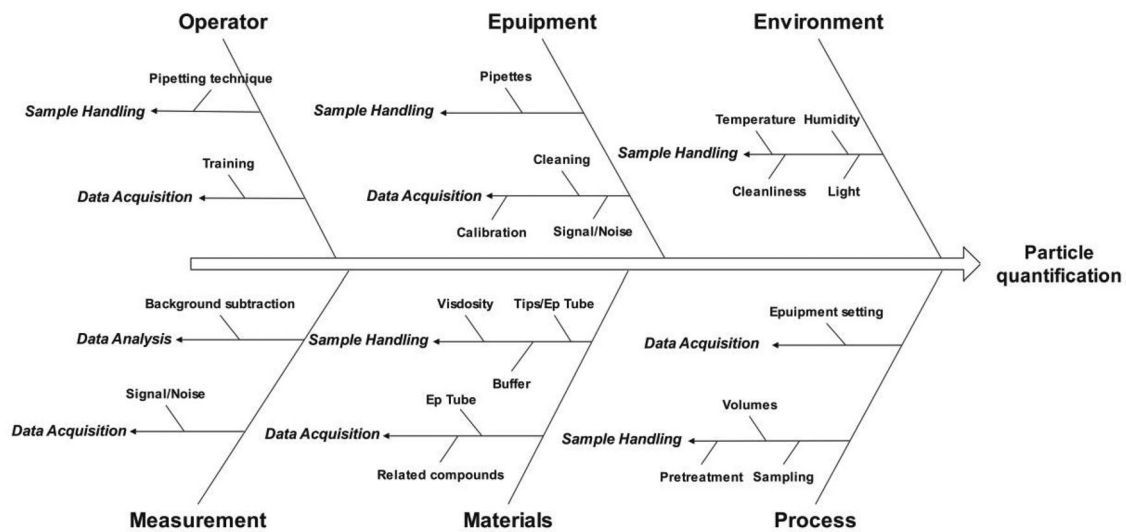 Operator
Epuipment
Environment
Pipetting technique
Sample Handling
Training
Data Acquisition
Pipettes
Sample Handling
Cleaning
Data Acquisition
Calibration
Signal/Noise
Temperature
Humidity
Sample Handling
Cleanliness
Light
Particle
quantification
Background subtraction
Data Analysis
Signal/Noise
Data Acquisition
Visdosity
Tips/Ep Tube
Sample Handling
Buffer
Ep Tube
Data Acquisition
Related compounds
Epuipment setting
Data Acquisition
Volumes
Sample Handling
Pretreatment
Sampling
Measurement
Materials
Process